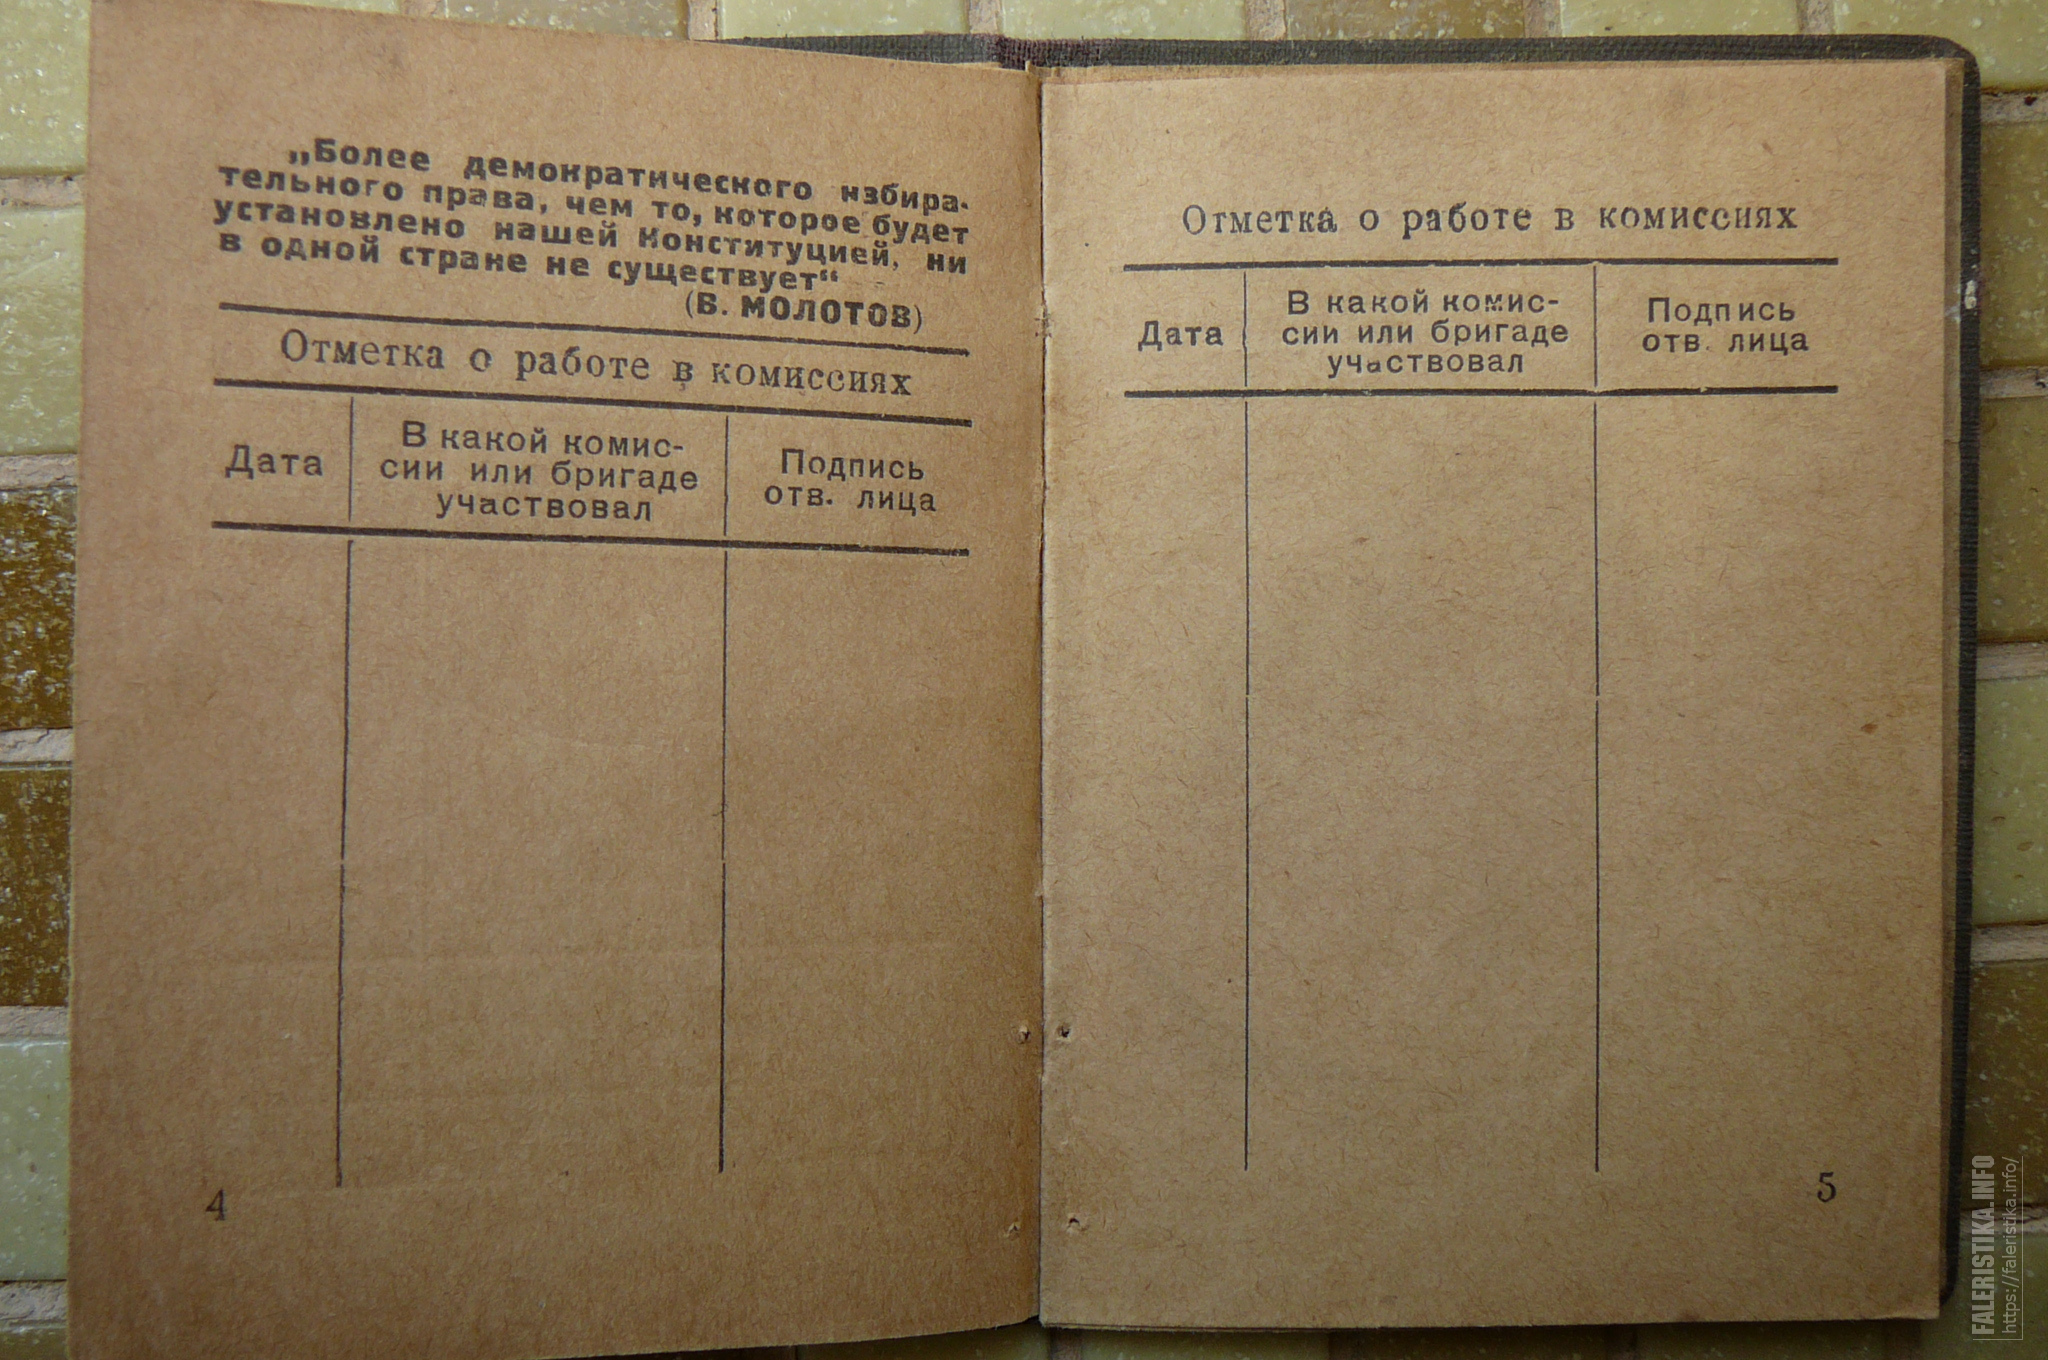 „Более демократического избира-
тельного права, чем то, которое будет
установлено нашей Конституцией, ни
в одной стране не существует“
(В. МОЛОТОВ)
Отметка о работе в комиссиях
Дата
В какой комис-
сии или бригаде
участвовал
Подпись
отв. лица
4
Отметка о работе в комиссиях
Дата
В какой комис-
сии или бригаде
участвовал
Подпись
отв. лица
5
FALERISTIKA.INFO
https://faleristika.info/